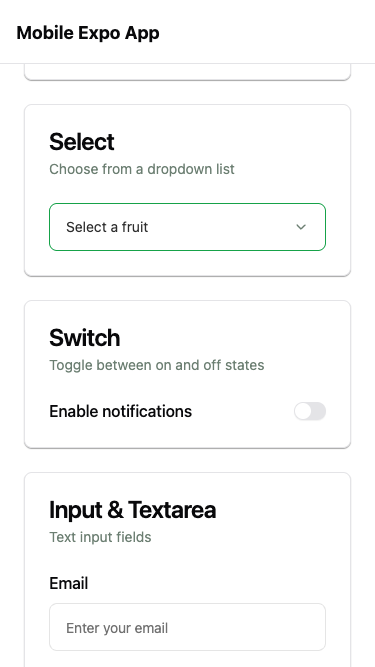 Mobile Expo App
Select
Choose from a dropdown list
Select a fruit
Switch
Toggle between on and off states
Enable notifications
Input & Textarea
Text input fields
Email
Enter your email